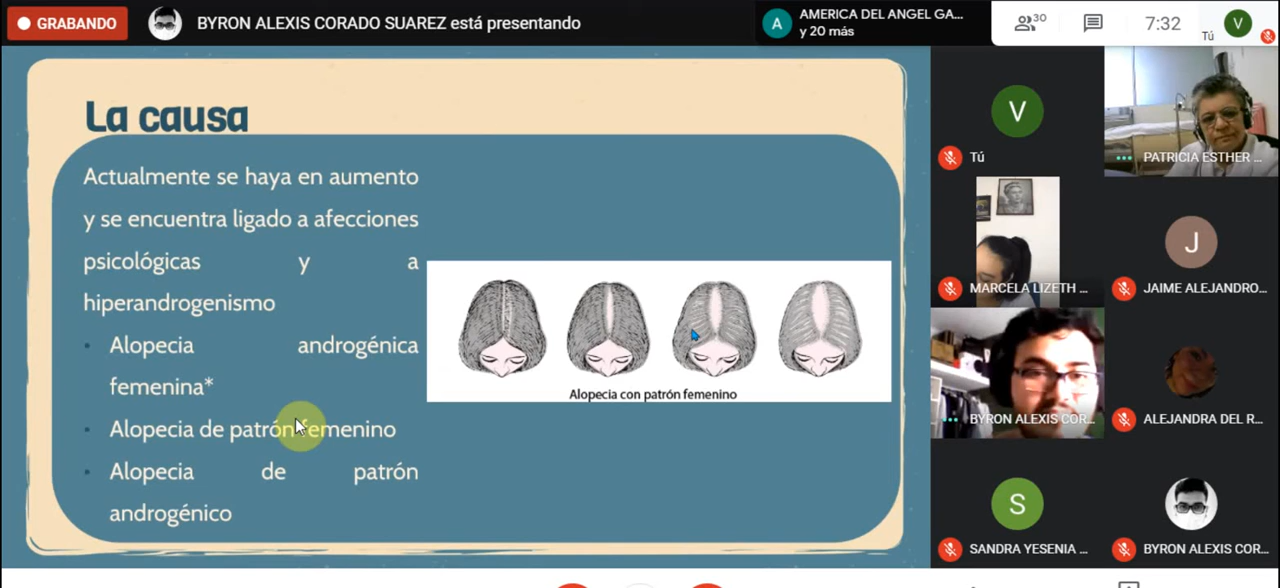 GRABANDO
BYRON ALEXIS CORADO SUAREZ está presentando
A
AMERICA DEL ANGEL GA...
y 20 más
30
7:32
Tú
V
La causa
Actualmente se haya en aumento
y se encuentra ligado a afecciones
psicológicas y a
hiperandrogenismo
• Alopecia androgénica
femenina*
• Alopecia de patrón femenino
• Alopecia de patrón
androgénico
Alopecia con patrón femenino
V
Tú
PATRICIA ESTHER ...
MARCELA LIZETH ...
J
JAIME ALEJANDRO...
BYRON ALEXIS COR...
ALEJANDRA DEL R...
S
SANDRA YESENIA ...
BYRON ALEXIS COR...